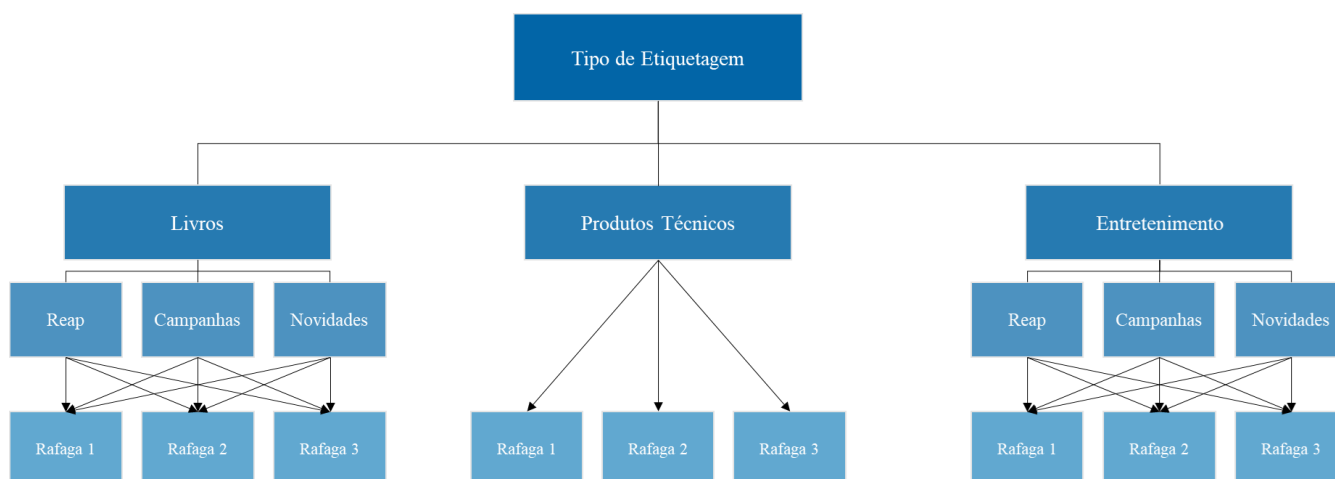 Tipo de Etiquetagem
Livros
Produtos Técnicos
Entretenimento
Reap
Campanhas
Novidades
Reap
Campanhas
Novidades
Rafaga 1
Rafaga 2
Rafaga 3
Rafaga 1
Rafaga 2
Rafaga 3
Rafaga 1
Rafaga 2
Rafaga 3